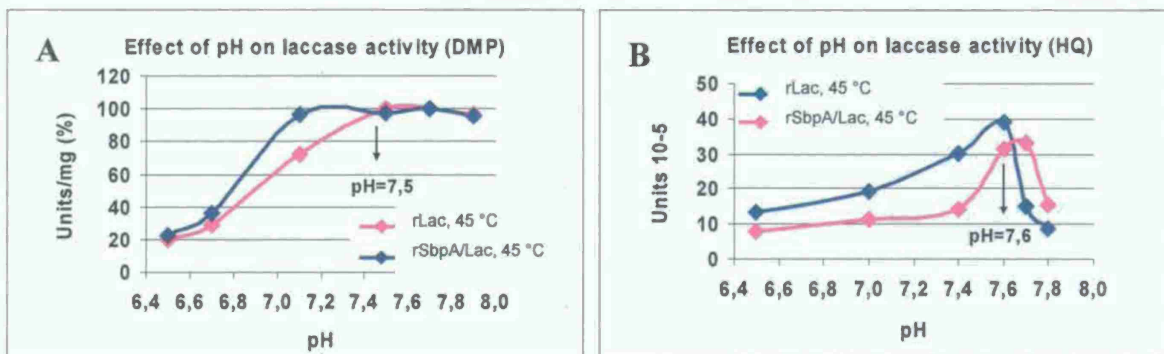 A
Effect of pH on laccase activity (DMP)
Units/mg (%)
120
100
80
60
40
20
0
pH=7,5
rLac, 45 °C
rSbpA/Lac, 45 °C
6,4 6,6 6,8 7,0 7,2 7,4 7,6 7,8 8,0
pH
B
Effect of pH on laccase activity (HQ)
Units 10-5
50
40
30
20
10
0
rLac, 45 °C
rSbpA/Lac, 45 °C
pH=7,6
6,4 6,6 6,8 7,0 7,2 7,4 7,6 7,8 8,0
pH